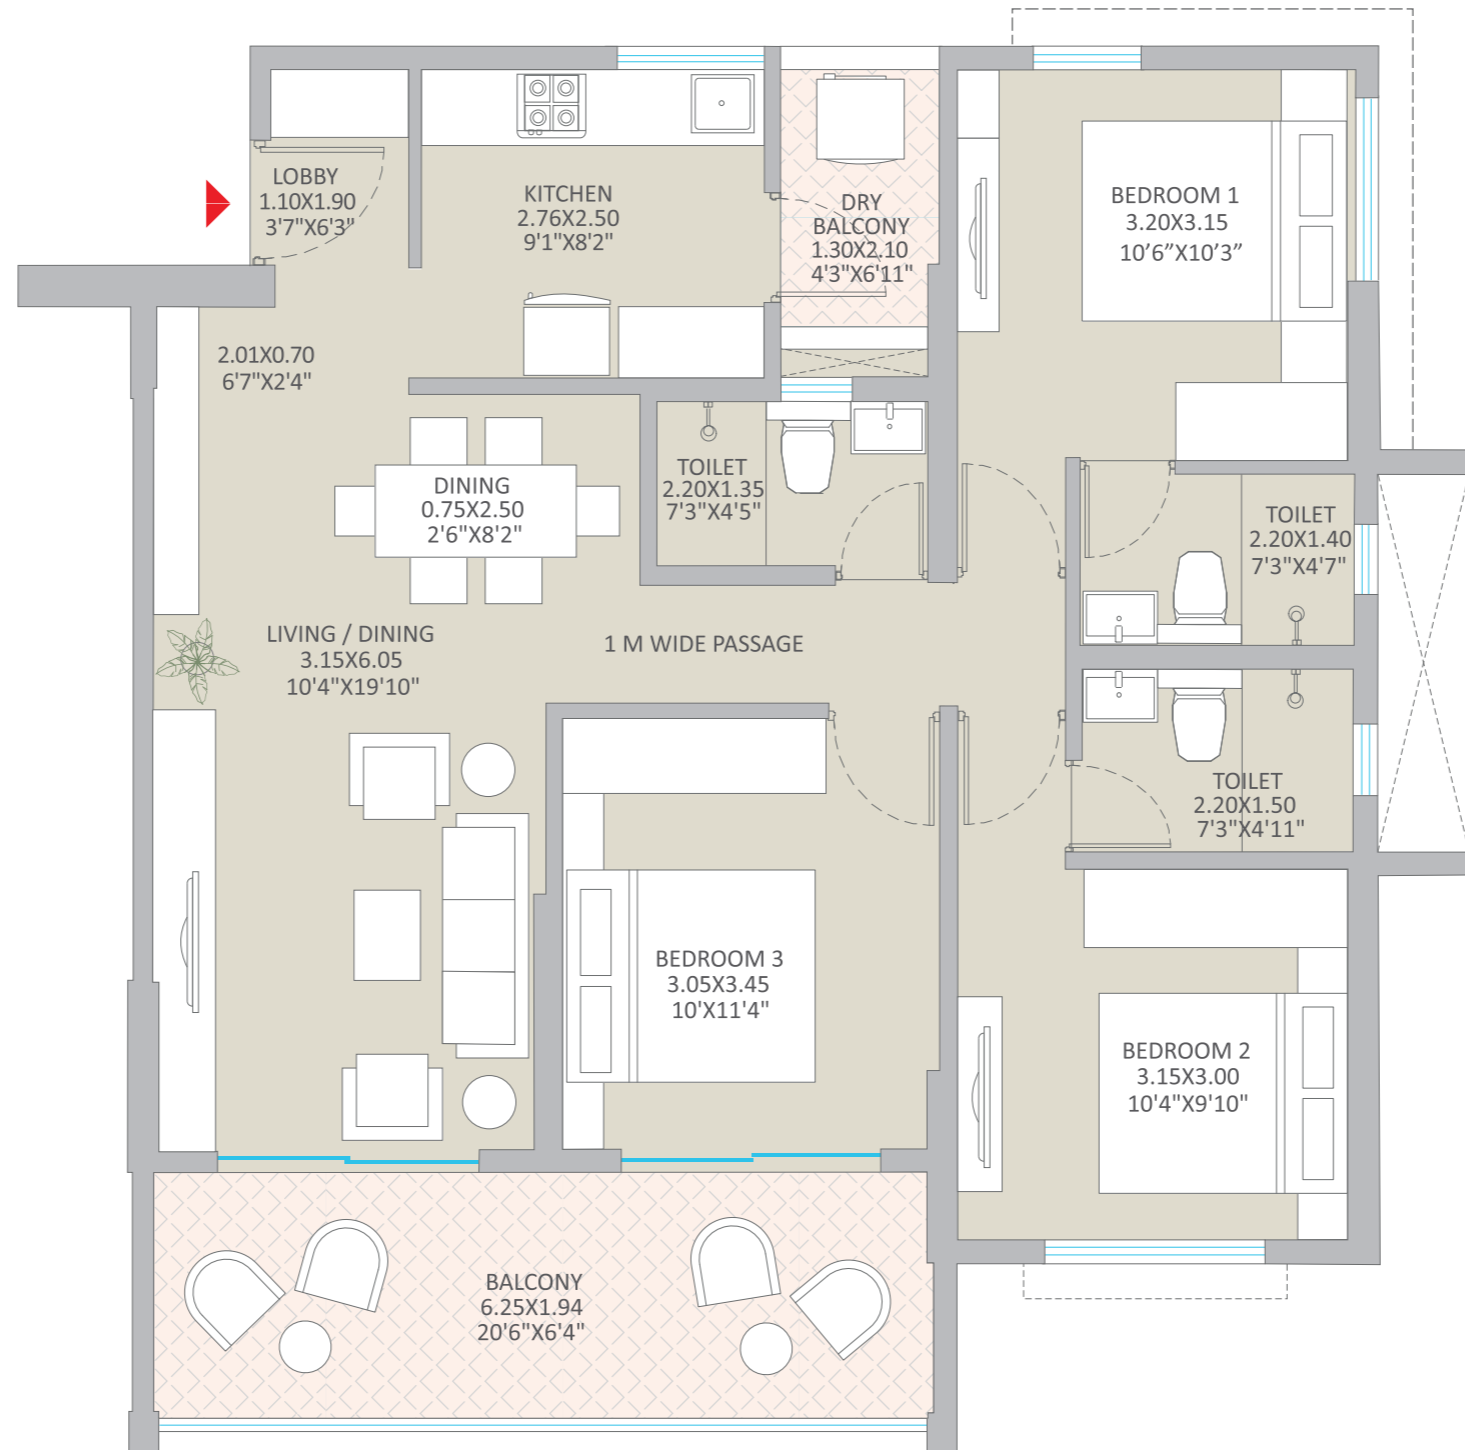 LOBBY
1.10X1.90
3'7"X6'3"
KITCHEN
2.76X2.50
9'1"X8'2"
DRY
BALCONY
1.30X2.10
4'3"X6'11"
BEDROOM 1
3.20X3.15
10’6”X10’3”
2.01X0.70
6'7"X2'4"
DINING
0.75X2.50
2'6"X8'2"
TOILET
2.20X1.35
7'3"X4'5"
TOILET
2.20X1.40
7'3"X4'7"
LIVING / DINING
3.15X6.05
10'4"X19'10"
1 M WIDE PASSAGE
TOILET
2.20X1.50
7'3"X4'11"
BEDROOM 3
3.05X3.45
10'X11'4"
BEDROOM 2
3.15X3.00
10'4"X9'10"
BALCONY
6.25X1.94
20'6"X6'4"